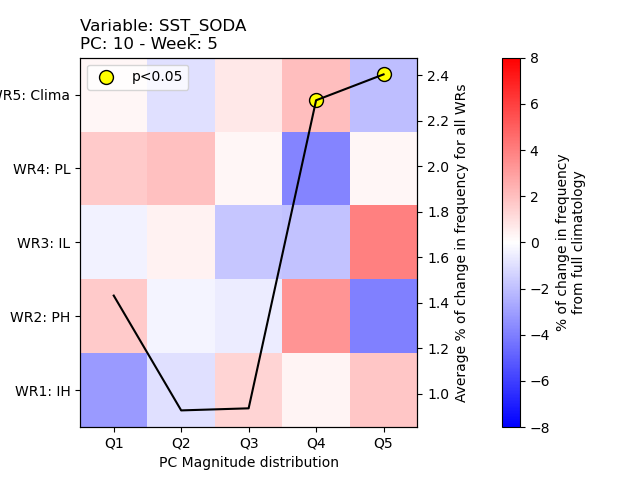 Variable: SST_SODA
PC: 10 - Week: 5
p<0.05
WR5: Clima
WR4: PL
WR3: IL
WR2: PH
WR1: IH
Q1 Q2 Q3 Q4 Q5
PC Magnitude distribution
2.4
2.2
2.0
1.8
1.6
1.4
1.2
1.0
Average % of change in frequency for all WRs
8
6
4
2
0
−2
−4
−6
−8
% of change in frequency
from full climatology